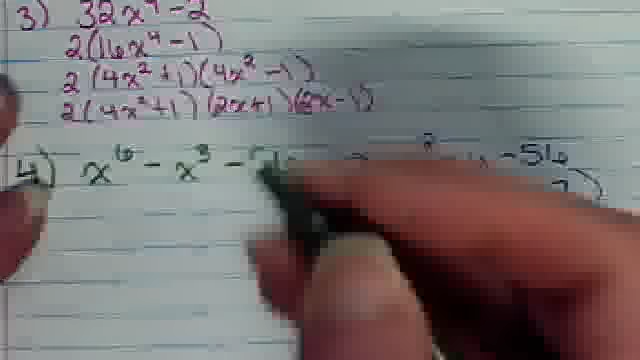 3) 32x⁴ - 2
2(16x⁴ - 1)
2(4x² + 1)(4x² - 1)
2(4x² + 1)(2x + 1)(2x - 1)
4) x⁶ - x³ - -56